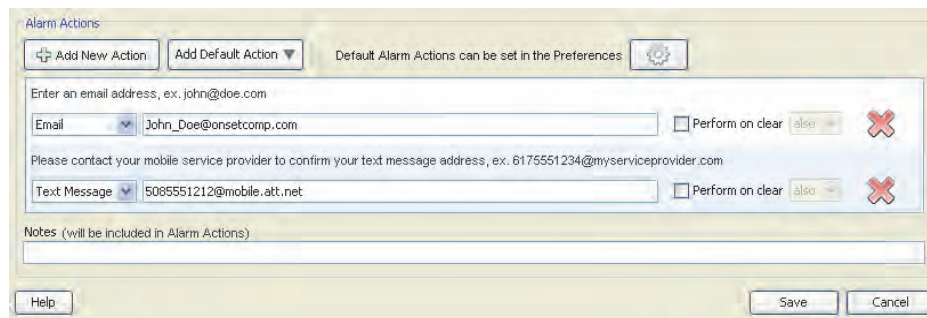 Alarm Actions
Add New Action Add Default Action Default Alarm Actions can be set in the Preferences
Enter an email address, ex. john@doe.com
Email John_Doe@onsetcomp.com Perform on clear also
Please contact your mobile service provider to confirm your text message address, ex. 6175551234@myserviceprovider.com
Text Message 5085551212@mobile.att.net Perform on clear also
Notes (will be included in Alarm Actions)
Help Save Cancel